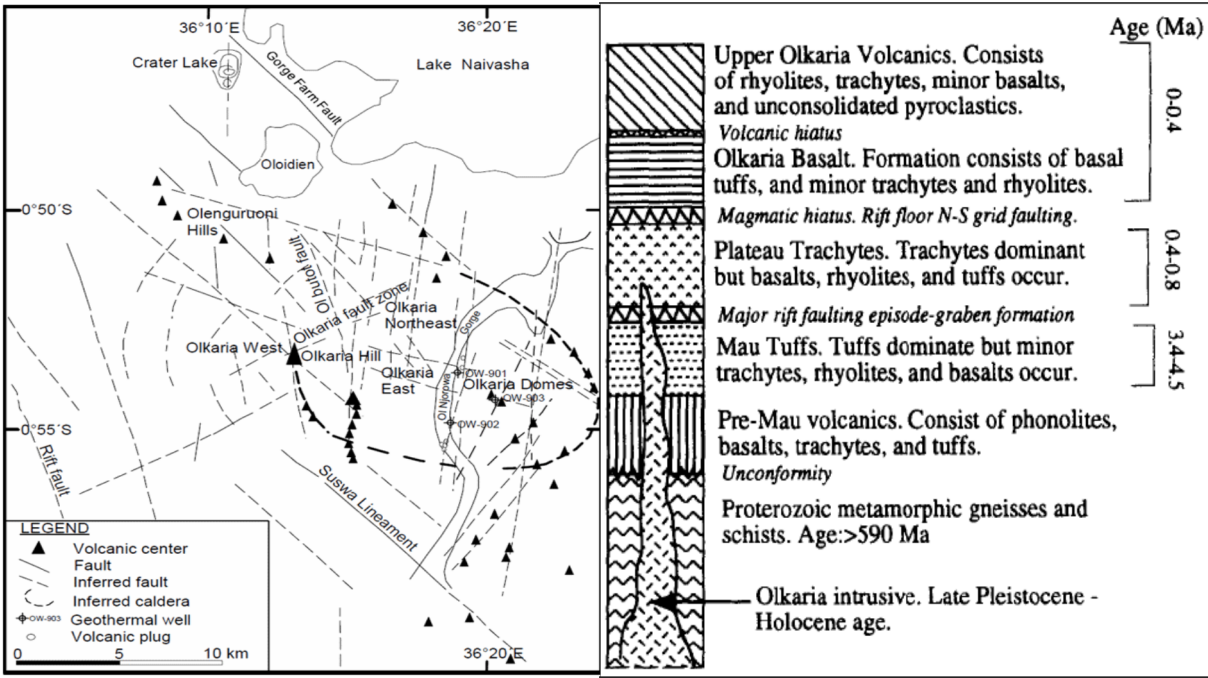 36°10´E
36°20´E
Crater Lake
Gorge Farm Fault
Lake Naivasha
Oloidien
0°50´S
Olenguruoni
Hills
Ol butot fault
Olkaria fault zone
Olkaria
Northeast
Gorge
Olkaria West
Olkaria Hill
Olkaria
East
OW-901
Olkaria Domes
OW-903
Ol Njorowa
OW-902
0°55´S
Rift fault
Suswa Lineament
LEGEND
Volcanic center
Fault
Inferred fault
Inferred caldera
OW-903 Geothermal well
Volcanic plug
0 5 10 km
36°20´E
Age (Ma)
Upper Olkaria Volcanics. Consists
of rhyolites, trachytes, minor basalts,
and unconsolidated pyroclastics.
Volcanic hiatus
0-0.4
Olkaria Basalt. Formation consists of basal
tuffs, and minor trachytes and rhyolites.
Magmatic hiatus. Rift floor N-S grid faulting.
Plateau Trachytes. Trachytes dominant
but basalts, rhyolites, and tuffs occur.
0.4-0.8
Major rift faulting episode-graben formation
Mau Tuffs. Tuffs dominate but minor
trachytes, rhyolites, and basalts occur.
3.4-4.5
Pre-Mau volcanics. Consist of phonolites,
basalts, trachytes, and tuffs.
Unconformity
Proterozoic metamorphic gneisses and
schists. Age:>590 Ma
Olkaria intrusive. Late Pleistocene -
Holocene age.